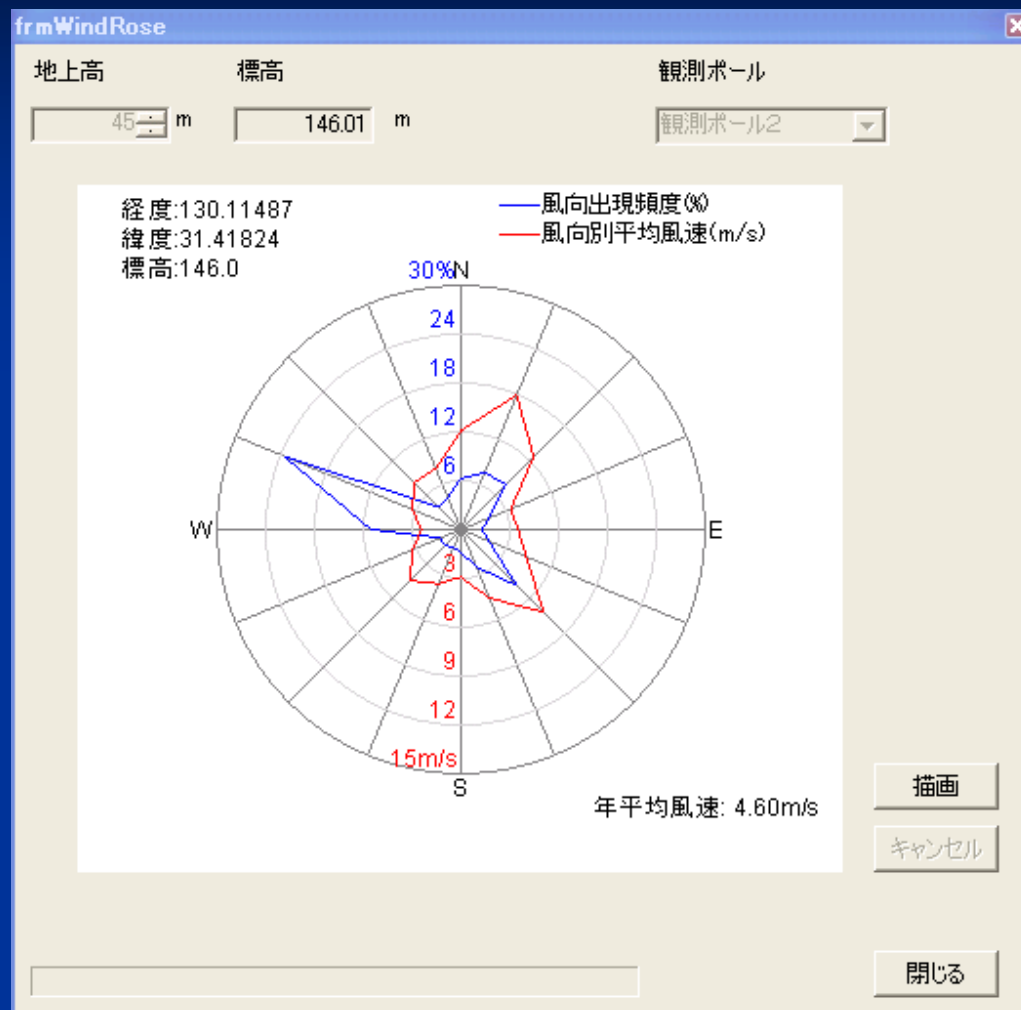 frmWindRose
地上高 標高 観測ポール
45 m 146.01 m 観測ポール2
経度:130.11487
緯度:31.41824
標高:146.0
風向出現頻度(%)
風向別平均風速(m/s)
30% N
24
18
12
6
W E
3
6
9
12
15m/s
S
年平均風速: 4.60m/s
描画
キャンセル
閉じる